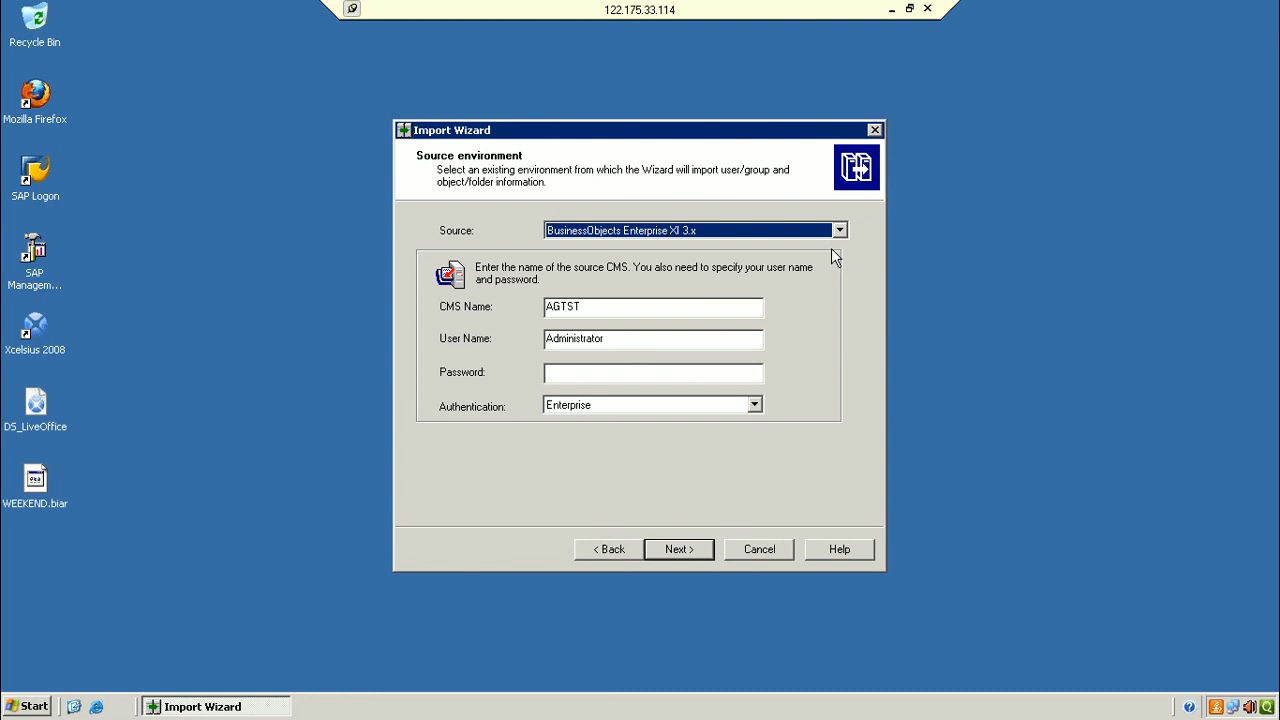 122.175.33.114
Recycle Bin
Mozilla Firefox
SAP Logon
SAP
Managem...
Xcelsius 2008
DS_LiveOffice
WEEKEND.biar
Import Wizard
Source environment
Select an existing environment from which the Wizard will import user/group and
object/folder information.
Source:
BusinessObjects Enterprise XI 3.x
Enter the name of the source CMS. You also need to specify your user name
and password.
CMS Name:
AGTST
User Name:
Administrator
Password:
Authentication:
Enterprise
< Back
Next >
Cancel
Help
Start
Import Wizard